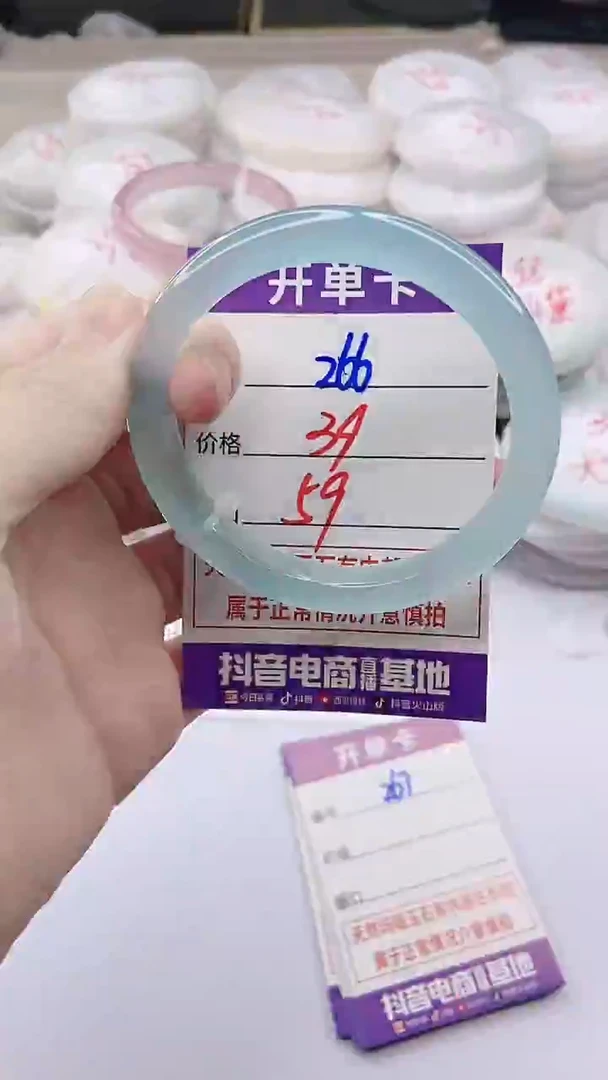 开单卡
266
价格 39
59
属于正常情况介意慎拍
抖音电商直播基地
今日头条 抖音 西瓜视频 抖音火山版
开单卡
267
编号
价格
圈口
属于正常情况介意慎拍
抖音电商直播基地